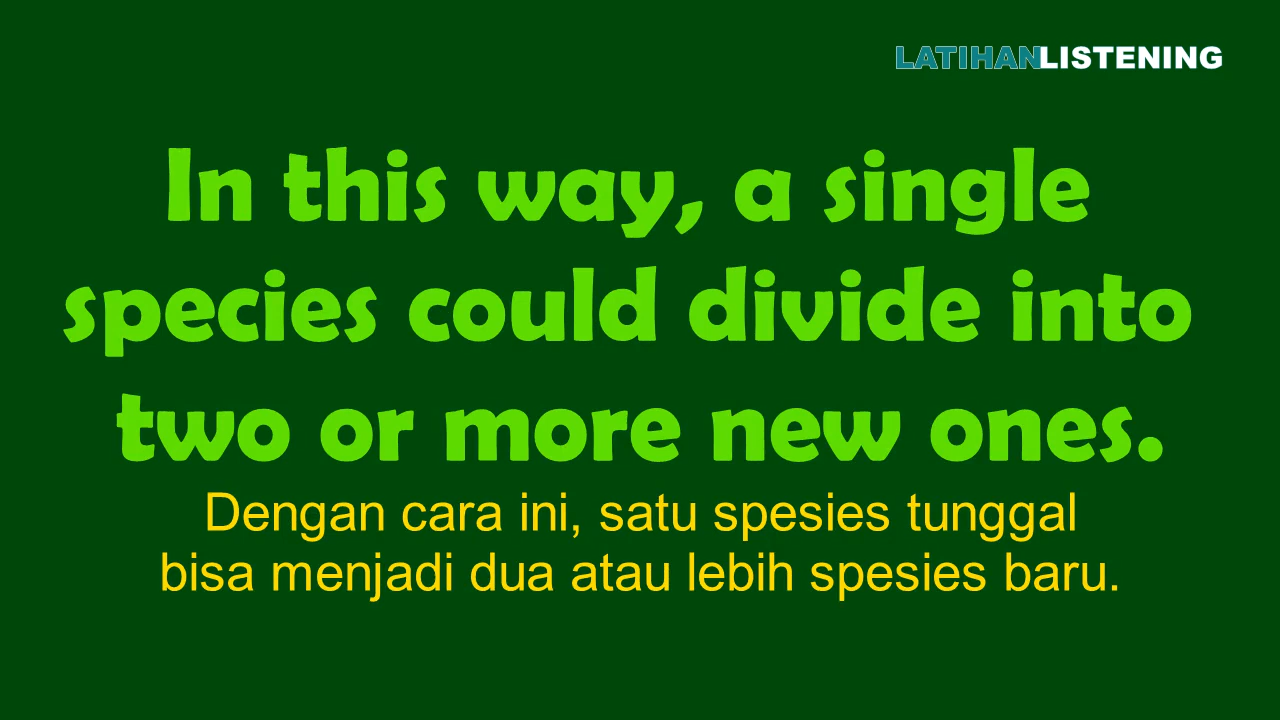 LATIHANLISTENING
In this way, a single
species could divide into
two or more new ones.
Dengan cara ini, satu spesies tunggal
bisa menjadi dua atau lebih spesies baru.